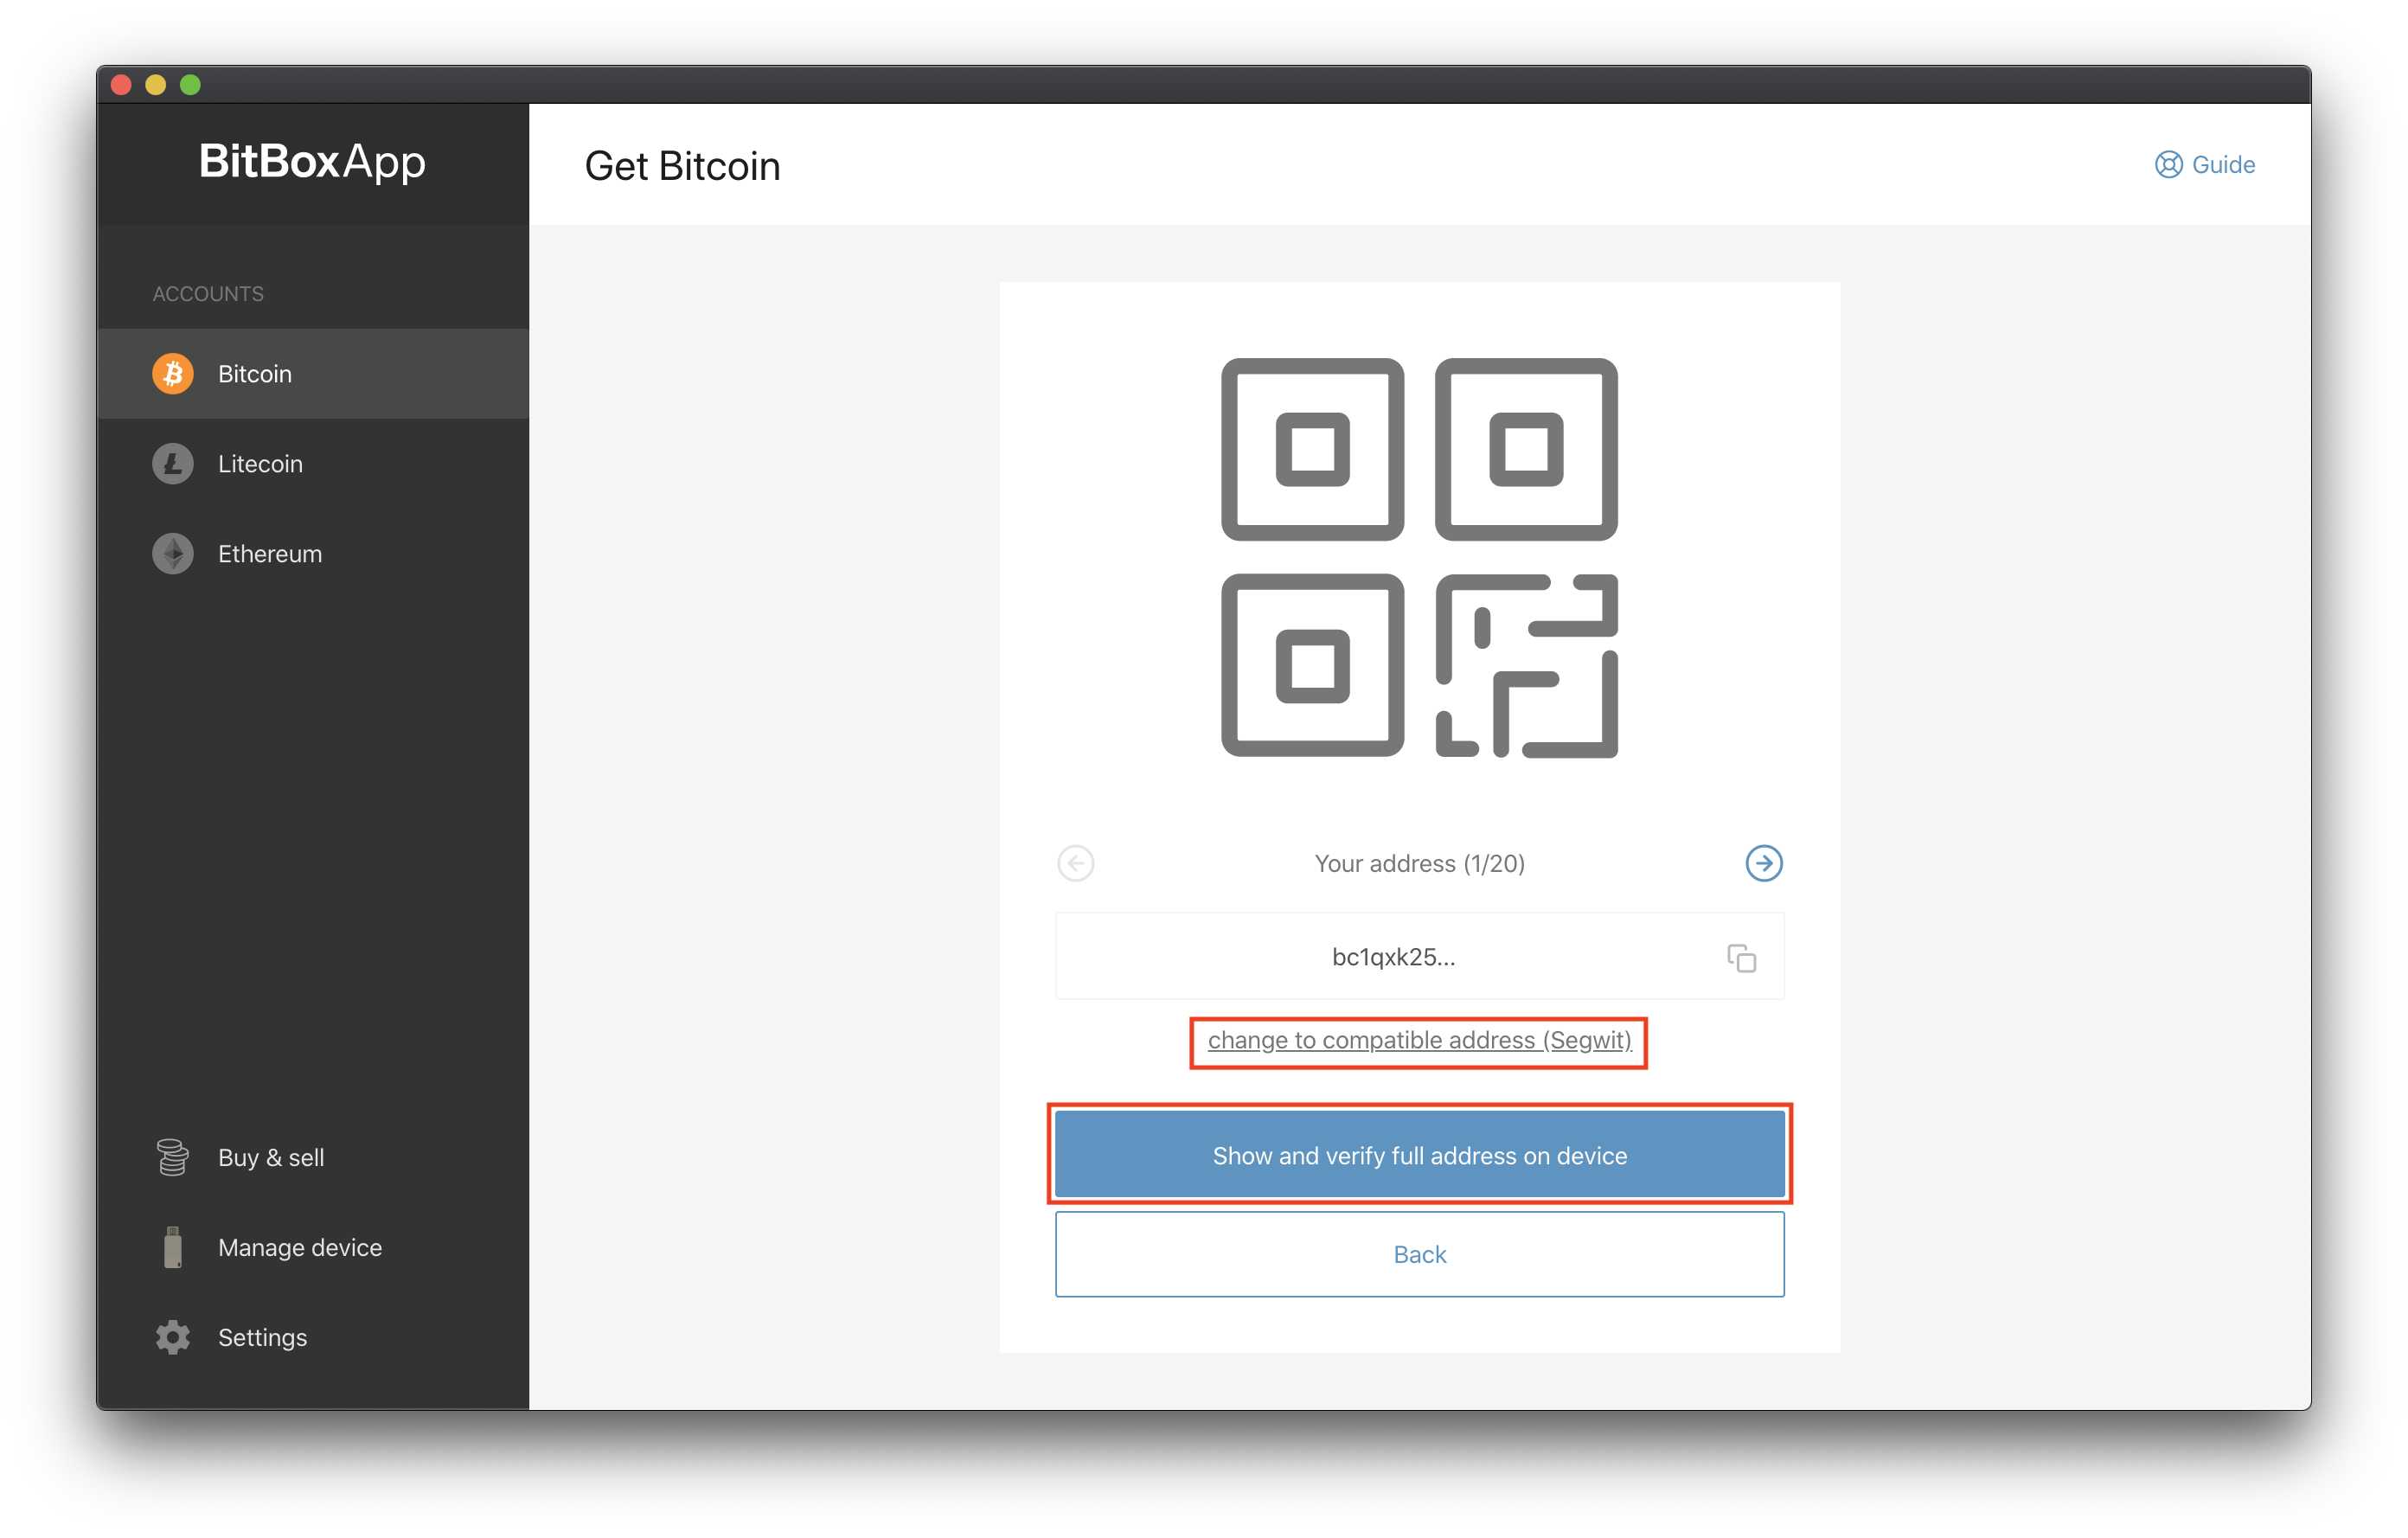 BitBoxApp
Get Bitcoin
Guide
ACCOUNTS
Bitcoin
Litecoin
Ethereum
Your address (1/20)
bc1qxk25...
change to compatible address (Segwit)
Show and verify full address on device
Back
Buy & sell
Manage device
Settings